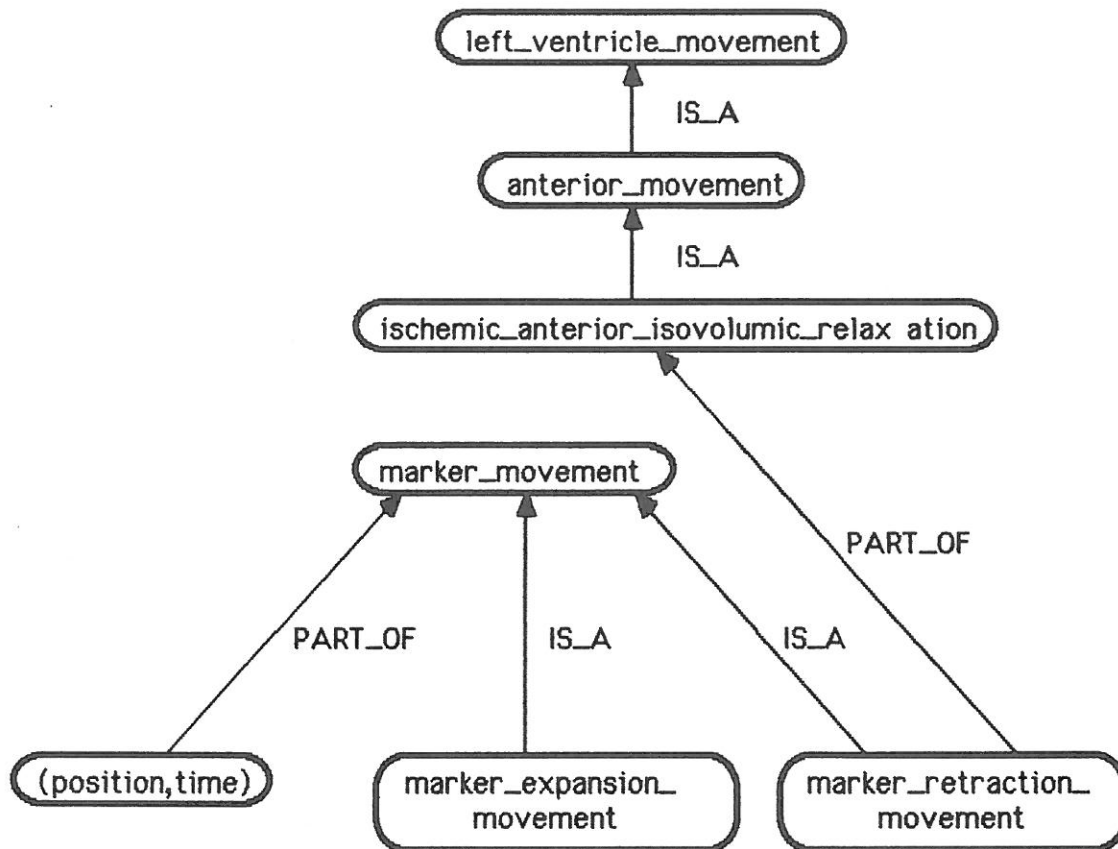 left_ventricle_movement
IS_A
anterior_movement
IS_A
ischemic_anterior_isovolumic_relax ation
marker_movement
PART_OF
PART_OF
IS_A
IS_A
(position,time)
marker_expansion_
movement
marker_retraction_
movement